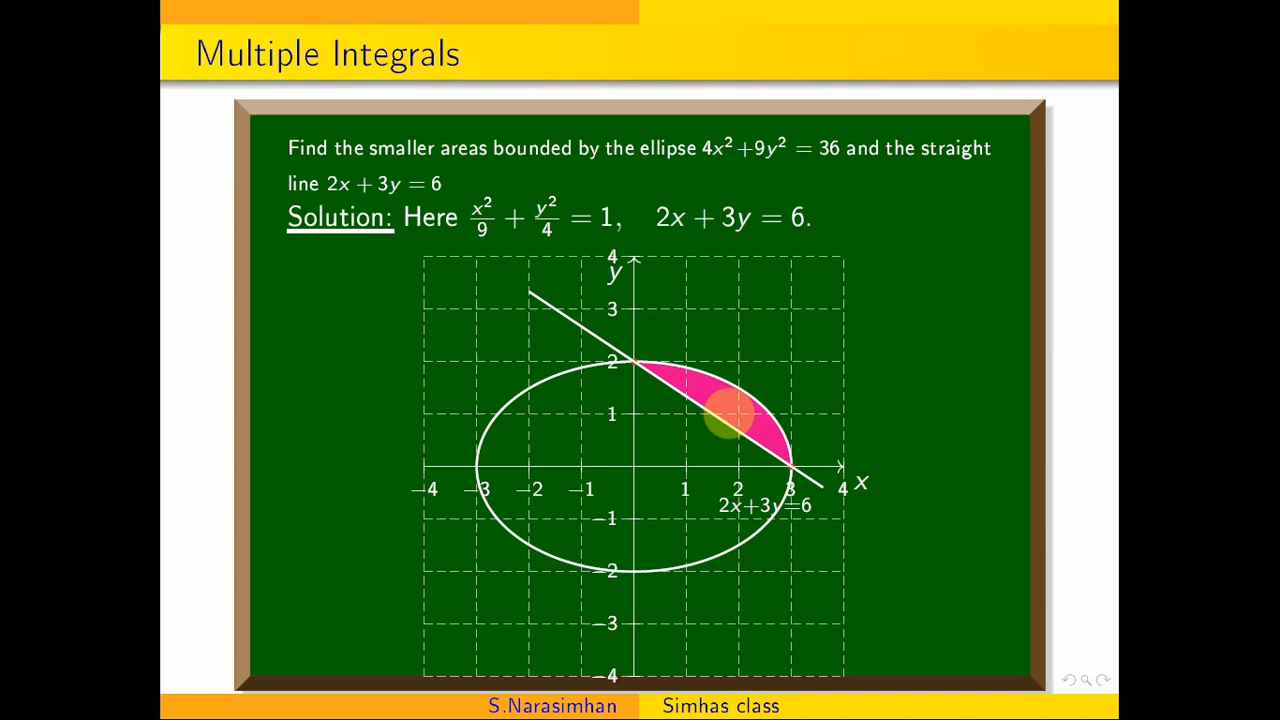 Multiple Integrals
Find the smaller areas bounded by the ellipse 4x² + 9y² = 36 and the straight
line 2x + 3y = 6
Solution: Here x²/9 + y²/4 = 1, 2x + 3y = 6.
4
y
3
2
1
−4 −3 −2 −1 1 2 3 4 x
2x+3y=6
−1
−2
−3
−4
S.Narasimhan Simhas class